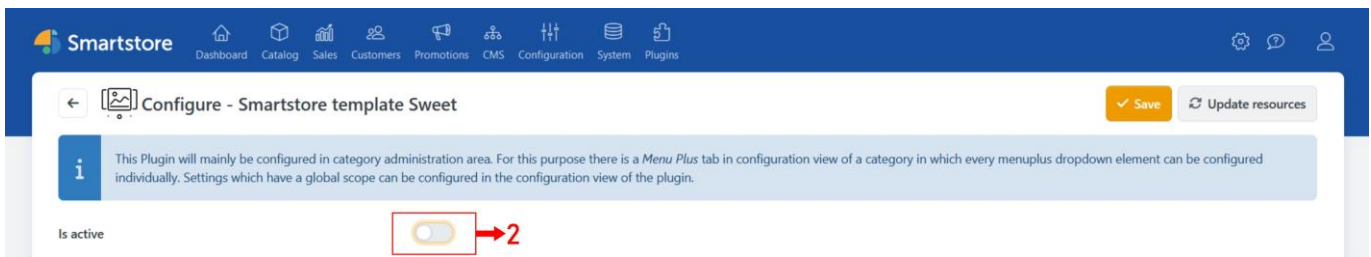 Smartstore
Dashboard Catalog Sales Customers Promotions CMS Configuration System Plugins
Configure - Smartstore template Sweet
Save
Update resources
This Plugin will mainly be configured in category administration area. For this purpose there is a Menu Plus tab in configuration view of a category in which every menuplus dropdown element can be configured
individually. Settings which have a global scope can be configured in the configuration view of the plugin.
Is active
2